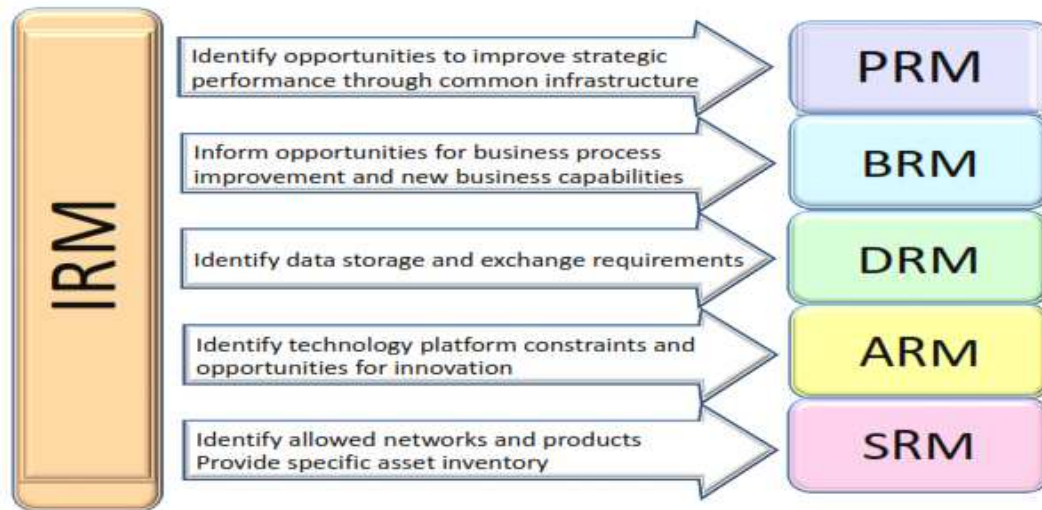 IRM
Identify opportunities to improve strategic
performance through common infrastructure
PRM
Inform opportunities for business process
improvement and new business capabilities
BRM
Identify data storage and exchange requirements
DRM
Identify technology platform constraints and
opportunities for innovation
ARM
Identify allowed networks and products
Provide specific asset inventory
SRM